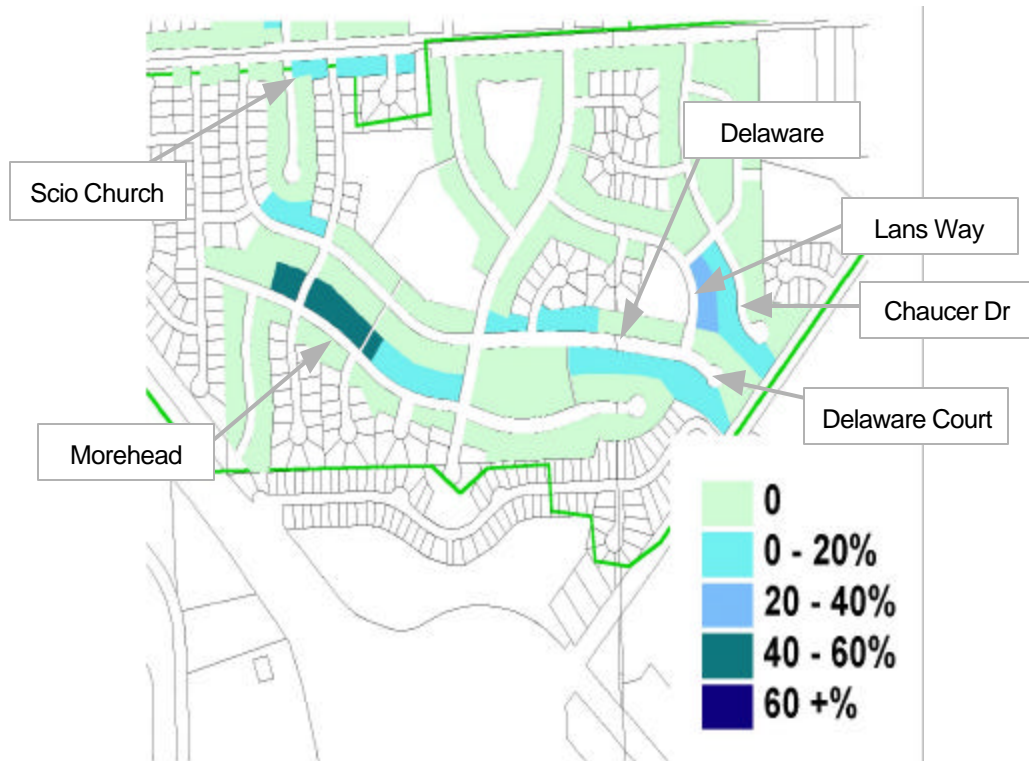 Delaware
Scio Church
Lans Way
Chaucer Dr
Delaware Court
Morehead
0
0 - 20%
20 - 40%
40 - 60%
60 +%